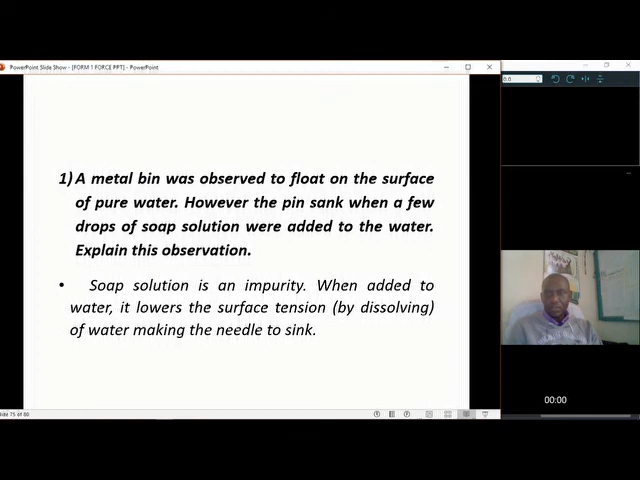 PowerPoint Slide Show - [FORM 1 FORCE PPT] - PowerPoint
1) A metal bin was observed to float on the surface
of pure water. However the pin sank when a few
drops of soap solution were added to the water.
Explain this observation.
• Soap solution is an impurity. When added to
water, it lowers the surface tension (by dissolving)
of water making the needle to sink.
00:00
75 of 80